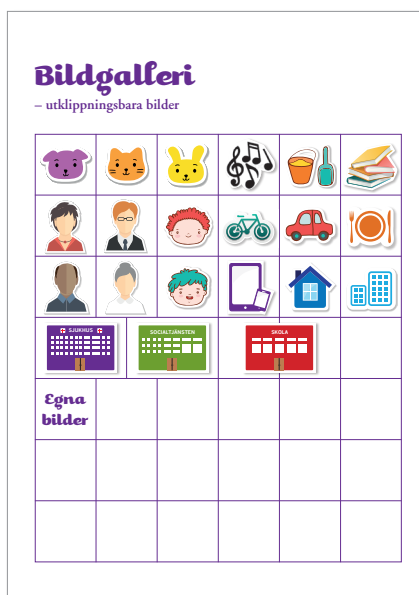 Bildgalleri
– utklippningsbara bilder
SJUKHUS
SOCIALTJÄNSTEN
SKOLA
Egna
bilder